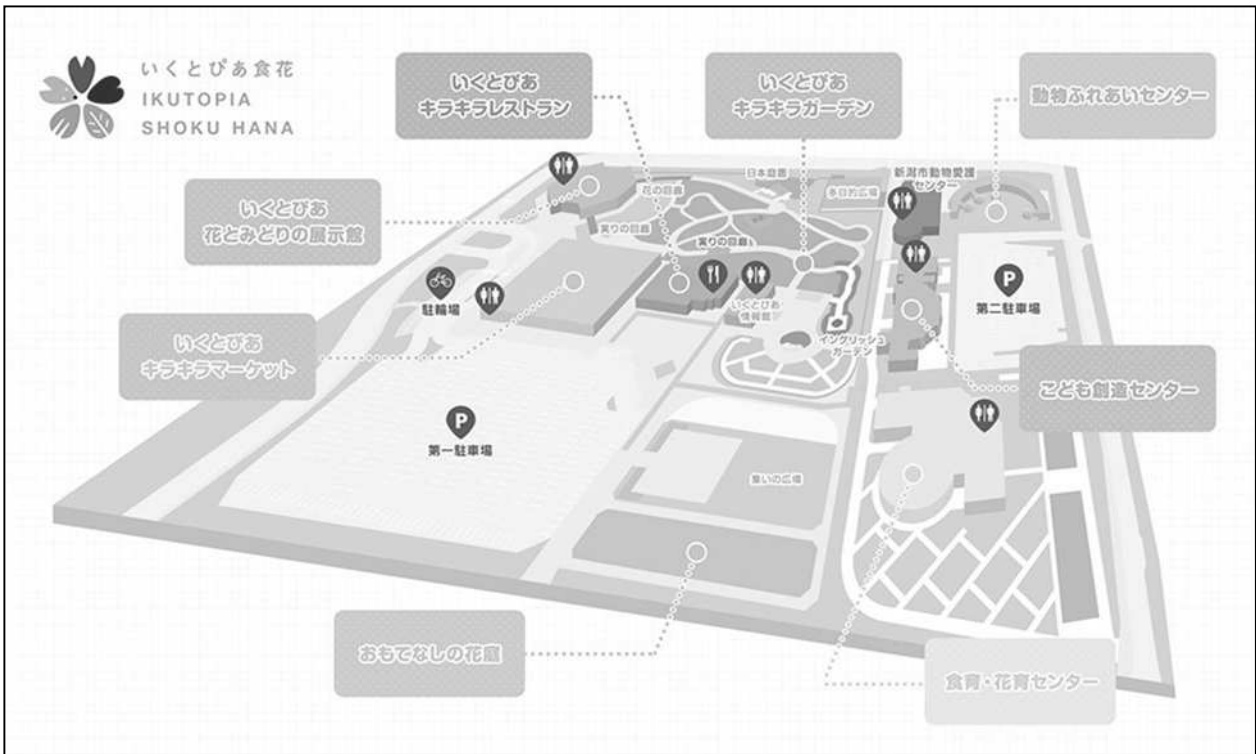 いくとぴあ食花
IKUTOPIA
SHOKU HANA
いくとぴあ
キラキラレストラン
いくとぴあ
キラキラガーデン
動物ふれあいセンター
いくとぴあ
花とみどりの展示館
花の回廊
日本庭園
多目的広場
新潟市動物愛護
センター
実りの回廊
実りの回廊
駐輪場
いくとぴあ
情報館
イングリッシュ
ガーデン
P
第二駐車場
いくとぴあ
キラキラマーケット
こども創造センター
P
第一駐車場
集いの広場
おもてなしの花庭
食育・花育センター